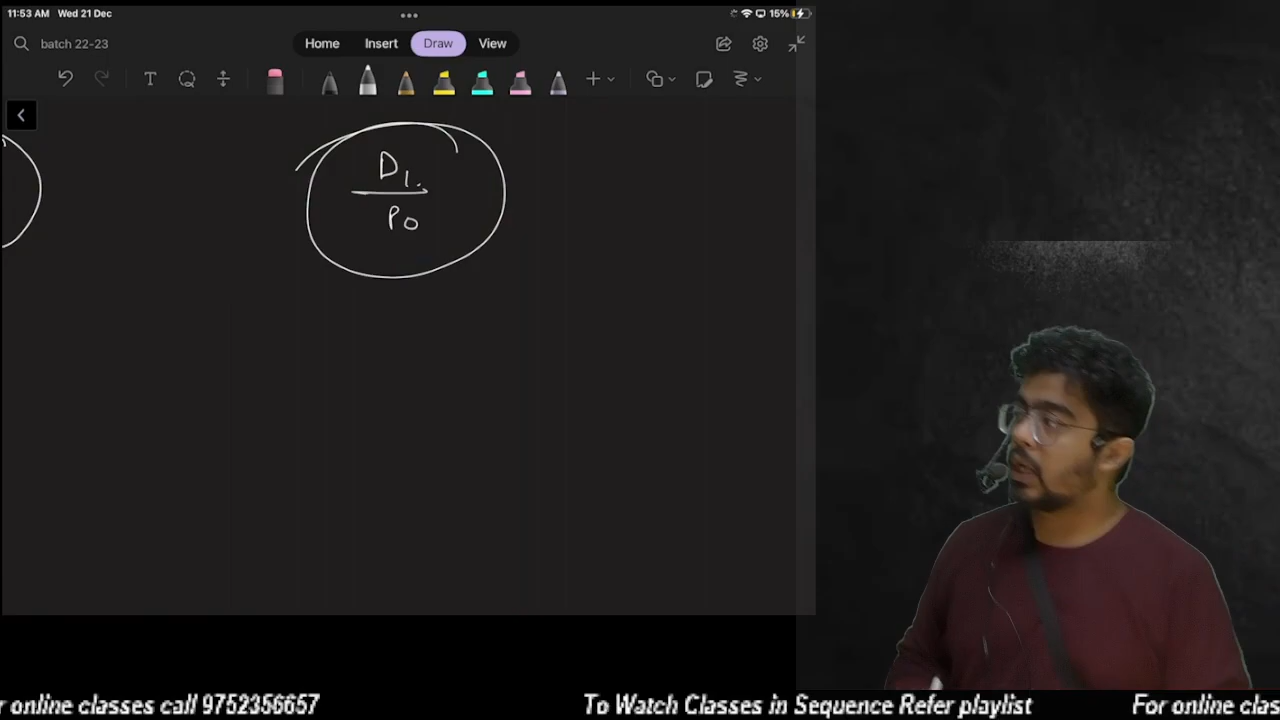 11:53 AM Wed 21 Dec
15%
batch 22-23
Home Insert Draw View
T
D1
P0
r online classes call 9752356657 To Watch Classes in Sequence Refer playlist For online clas